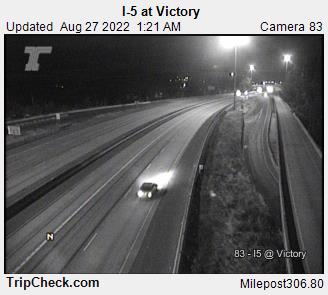 I-5 at Victory
Updated Aug 27 2022 1:21 AM Camera 83
T
N
83 - I5 @ Victory
TripCheck.com Milepost306.80